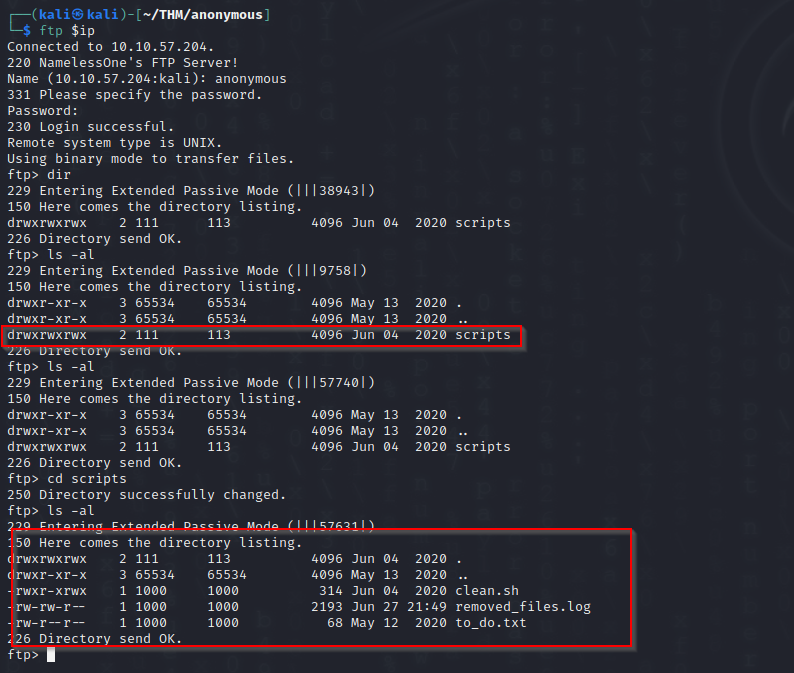 ┌──(kali㉿kali)-[~/THM/anonymous]
└─$ ftp $ip
Connected to 10.10.57.204.
220 NamelessOne's FTP Server!
Name (10.10.57.204:kali): anonymous
331 Please specify the password.
Password:
230 Login successful.
Remote system type is UNIX.
Using binary mode to transfer files.
ftp> dir
229 Entering Extended Passive Mode (|||38943|)
150 Here comes the directory listing.
drwxrwxrwx    2 111      113          4096 Jun 04  2020 scripts
226 Directory send OK.
ftp> ls -al
229 Entering Extended Passive Mode (|||9758|)
150 Here comes the directory listing.
drwxr-xr-x    3 65534    65534        4096 May 13  2020 .
drwxr-xr-x    3 65534    65534        4096 May 13  2020 ..
drwxrwxrwx    2 111      113          4096 Jun 04  2020 scripts
226 Directory send OK.
ftp> ls -al
229 Entering Extended Passive Mode (|||57740|)
150 Here comes the directory listing.
drwxr-xr-x    3 65534    65534        4096 May 13  2020 .
drwxr-xr-x    3 65534    65534        4096 May 13  2020 ..
drwxrwxrwx    2 111      113          4096 Jun 04  2020 scripts
226 Directory send OK.
ftp> cd scripts
250 Directory successfully changed.
ftp> ls -al
229 Entering Extended Passive Mode (|||57631|)
150 Here comes the directory listing.
drwxrwxrwx    2 111      113          4096 Jun 04  2020 .
drwxr-xr-x    3 65534    65534        4096 May 13  2020 ..
-rwxr-xrwx    1 1000     1000          314 Jun 04  2020 clean.sh
-rw-rw-r--    1 1000     1000         2193 Jun 27 21:49 removed_files.log
-rw-r--r--    1 1000     1000           68 May 12  2020 to_do.txt
226 Directory send OK.
ftp>